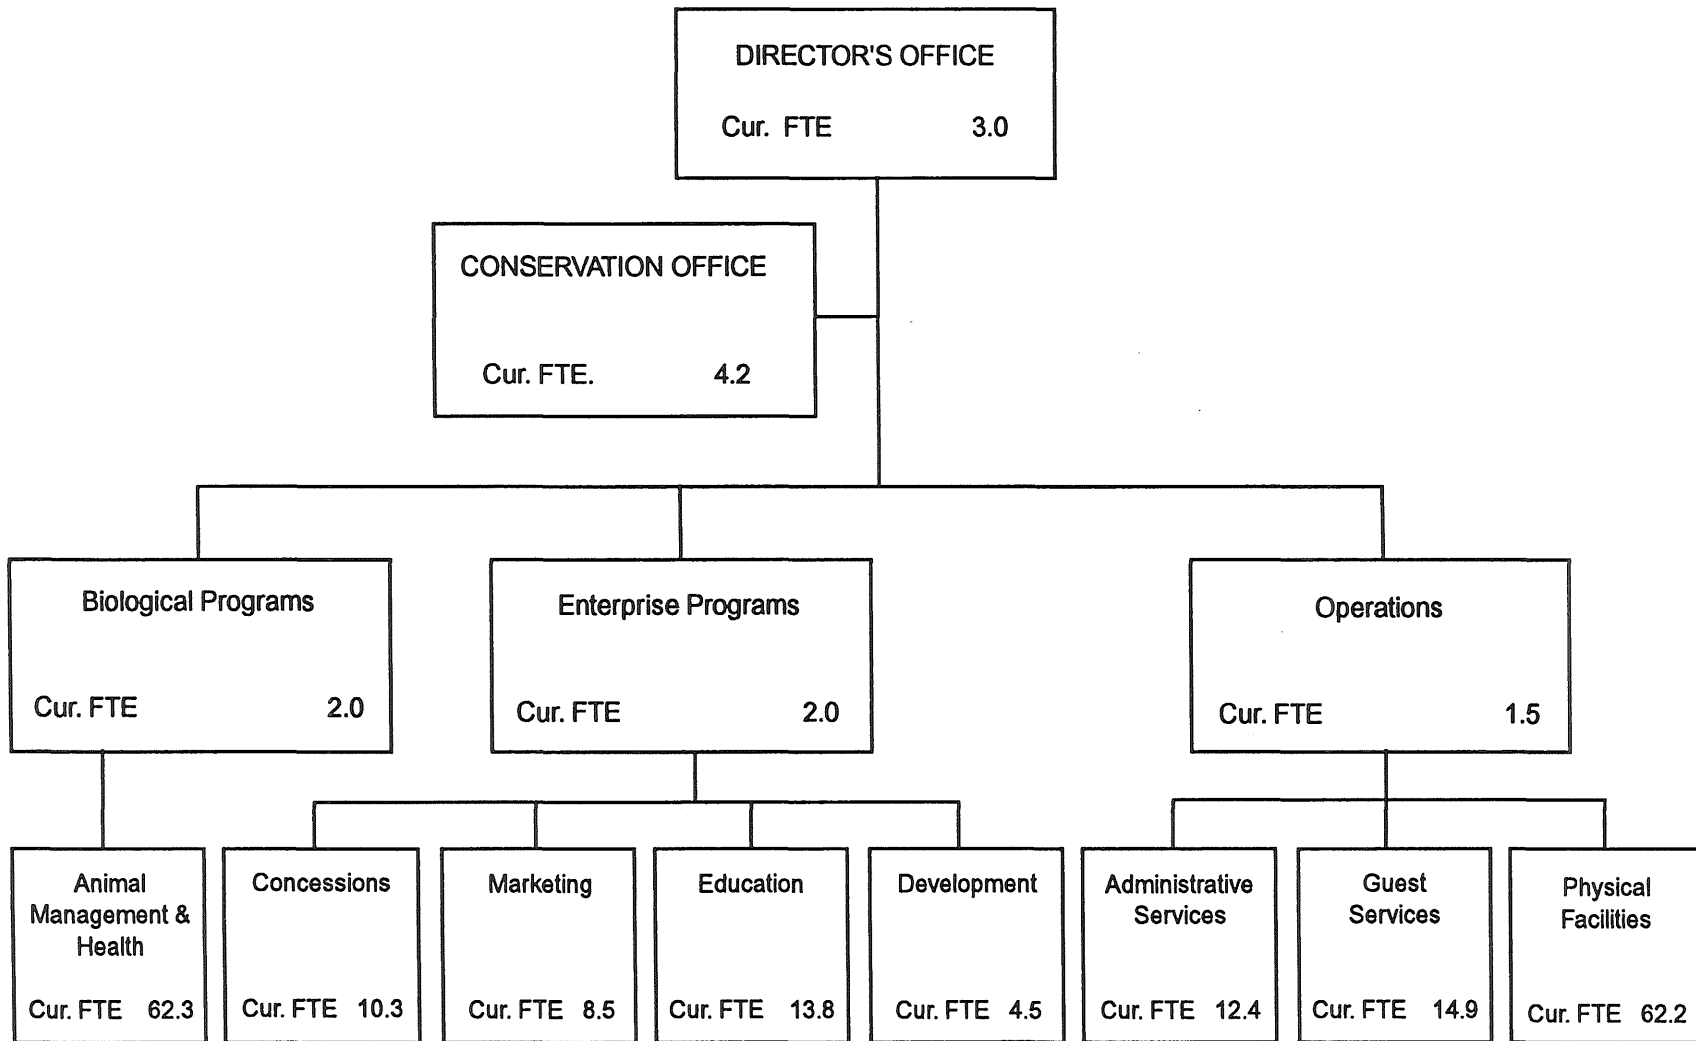 DIRECTOR'S OFFICE
Cur. FTE 3.0
CONSERVATION OFFICE
Cur. FTE. 4.2
Biological Programs
Cur. FTE 2.0
Enterprise Programs
Cur. FTE 2.0
Operations
Cur. FTE 1.5
Animal
Management &
Health
Cur. FTE 62.3
Concessions
Cur. FTE 10.3
Marketing
Cur. FTE 8.5
Education
Cur. FTE 13.8
Development
Cur. FTE 4.5
Administrative
Services
Cur. FTE 12.4
Guest
Services
Cur. FTE 14.9
Physical
Facilities
Cur. FTE 62.2